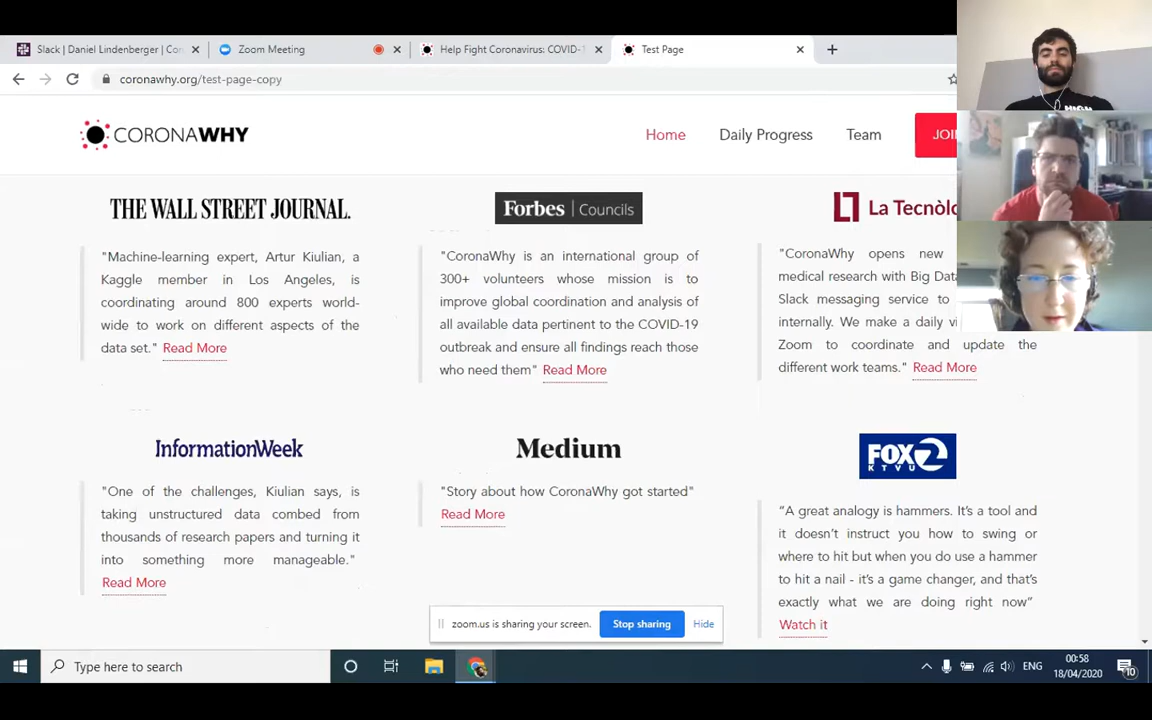 Slack | Daniel Lindenberger | Co
Zoom Meeting
Help Fight Coronavirus: COVID-1
Test Page
coronawhy.org/test-page-copy
CORONAWHY
Home
Daily Progress
Team
JOIN
THE WALL STREET JOURNAL.
"Machine-learning expert, Artur Kiulian, a
Kaggle member in Los Angeles, is
coordinating around 800 experts world-
wide to work on different aspects of the
data set." Read More
Forbes | Councils
"CoronaWhy is an international group of
300+ volunteers whose mission is to
improve global coordination and analysis of
all available data pertinent to the COVID-19
outbreak and ensure all findings reach those
who need them" Read More
La Tecnòl
"CoronaWhy opens new
medical research with Big Dat
Slack messaging service to
internally. We make a daily vi
Zoom to coordinate and update the
different work teams." Read More
InformationWeek
"One of the challenges, Kiulian says, is
taking unstructured data combed from
thousands of research papers and turning it
into something more manageable."
Read More
Medium
"Story about how CoronaWhy got started"
Read More
FOX 2
KTVU
“A great analogy is hammers. It’s a tool and
it doesn’t instruct you how to swing or
where to hit but when you do use a hammer
to hit a nail - it’s a game changer, and that’s
exactly what we are doing right now”
Watch it
zoom.us is sharing your screen.
Stop sharing
Hide
Type here to search
ENG
00:58
18/04/2020
10